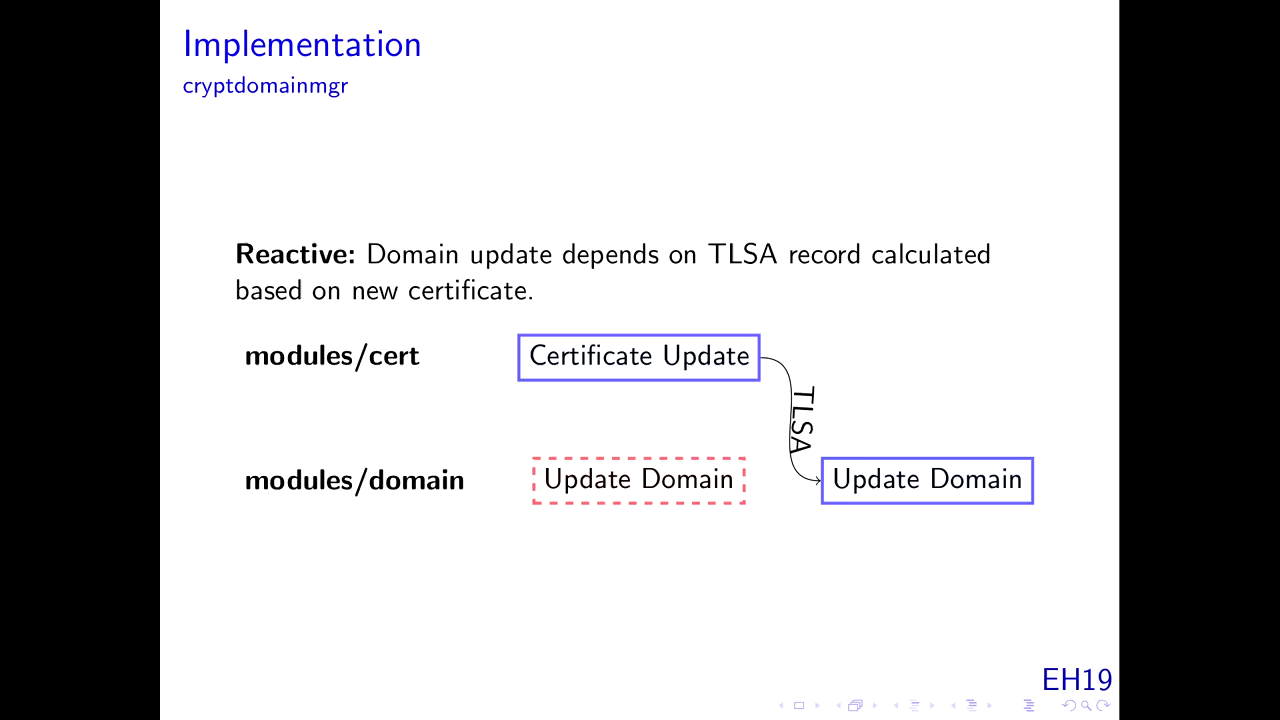 Implementation
cryptdomainmgr
Reactive: Domain update depends on TLSA record calculated
based on new certificate.
modules/cert
Certificate Update
TLSA
modules/domain
Update Domain
Update Domain
EH19